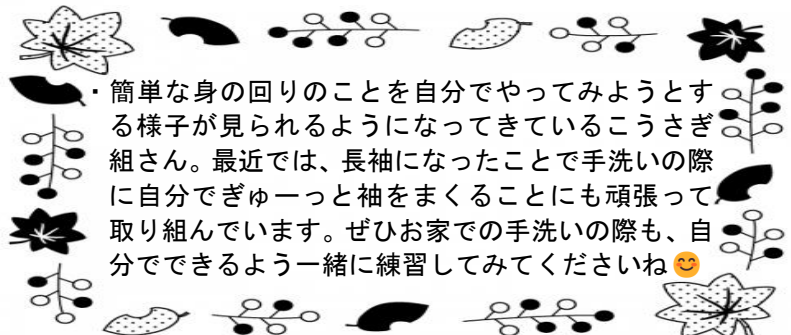 ・簡単な身の回りのことを自分でやってみようとす
る様子が見られるようになってきているこうさぎ
組さん。最近では、長袖になったことで手洗いの際
に自分でぎゅーっと袖をまくることにも頑張って
取り組んでいます。ぜひお家での手洗いの際も、自
分でできるよう一緒に練習してみてくださいね😊